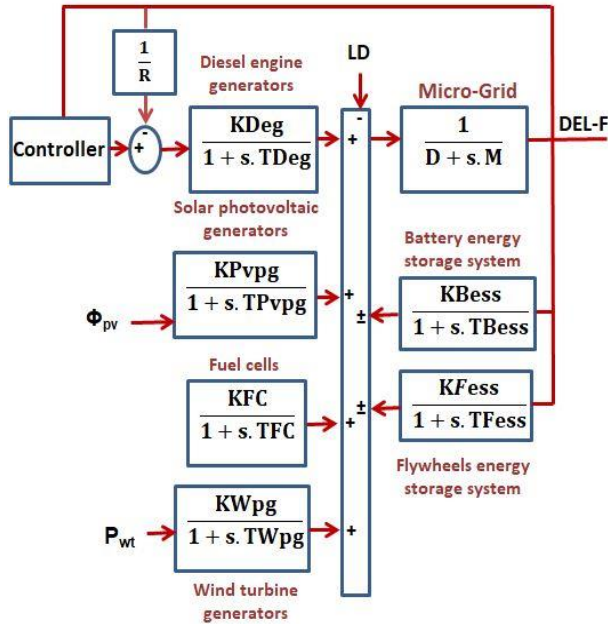 1
R
Diesel engine
generators
LD
Micro-Grid
Controller
-
+
KDeg
1 + s. TDeg
-
+
1
D + s. M
DEL-F
Solar photovoltaic
generators
Battery energy
storage system
KPvpg
1 + s. TPvpg
+
±
KBess
1 + s. TBess
Φpv
Fuel cells
KFC
1 + s. TFC
+
±
KFess
1 + s. TFess
Flywheels energy
storage system
KWpg
1 + s. TWpg
+
Pwt
Wind turbine
generators